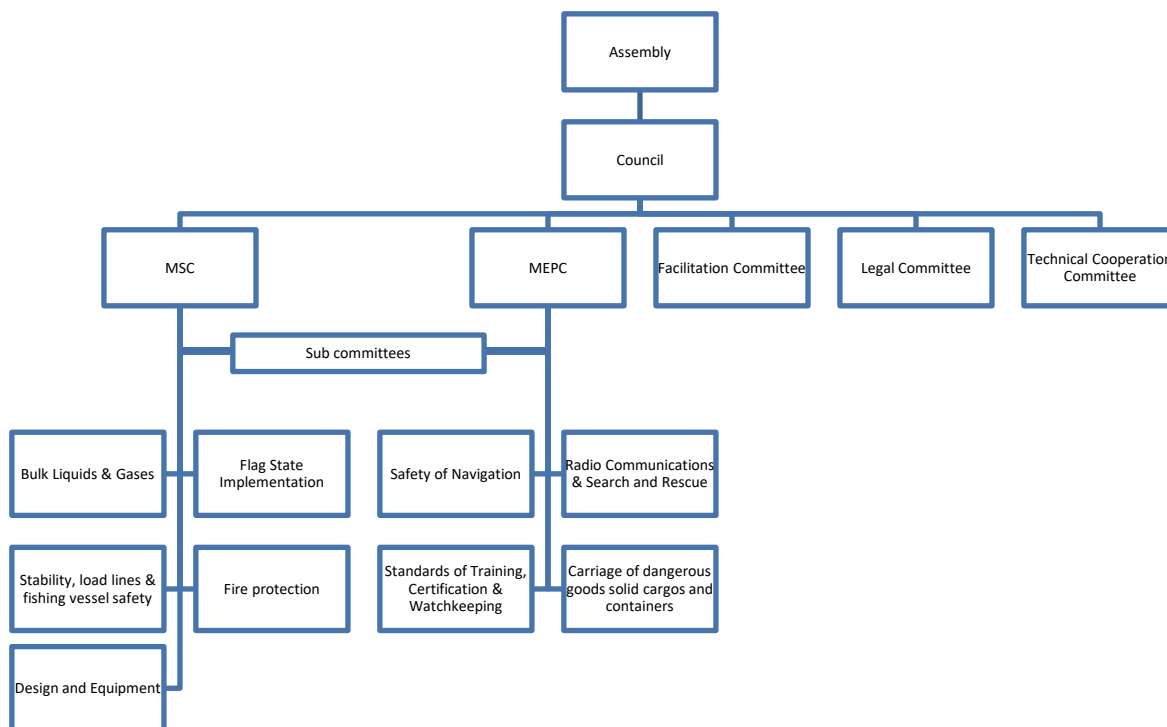 Assembly
Council
MSC
MEPC
Facilitation Committee
Legal Committee
Technical Cooperation
Committee
Sub committees
Bulk Liquids & Gases
Flag State
Implementation
Safety of Navigation
Radio Communications
& Search and Rescue
Stability, load lines &
fishing vessel safety
Fire protection
Standards of Training,
Certification &
Watchkeeping
Carriage of dangerous
goods solid cargos and
containers
Design and Equipment